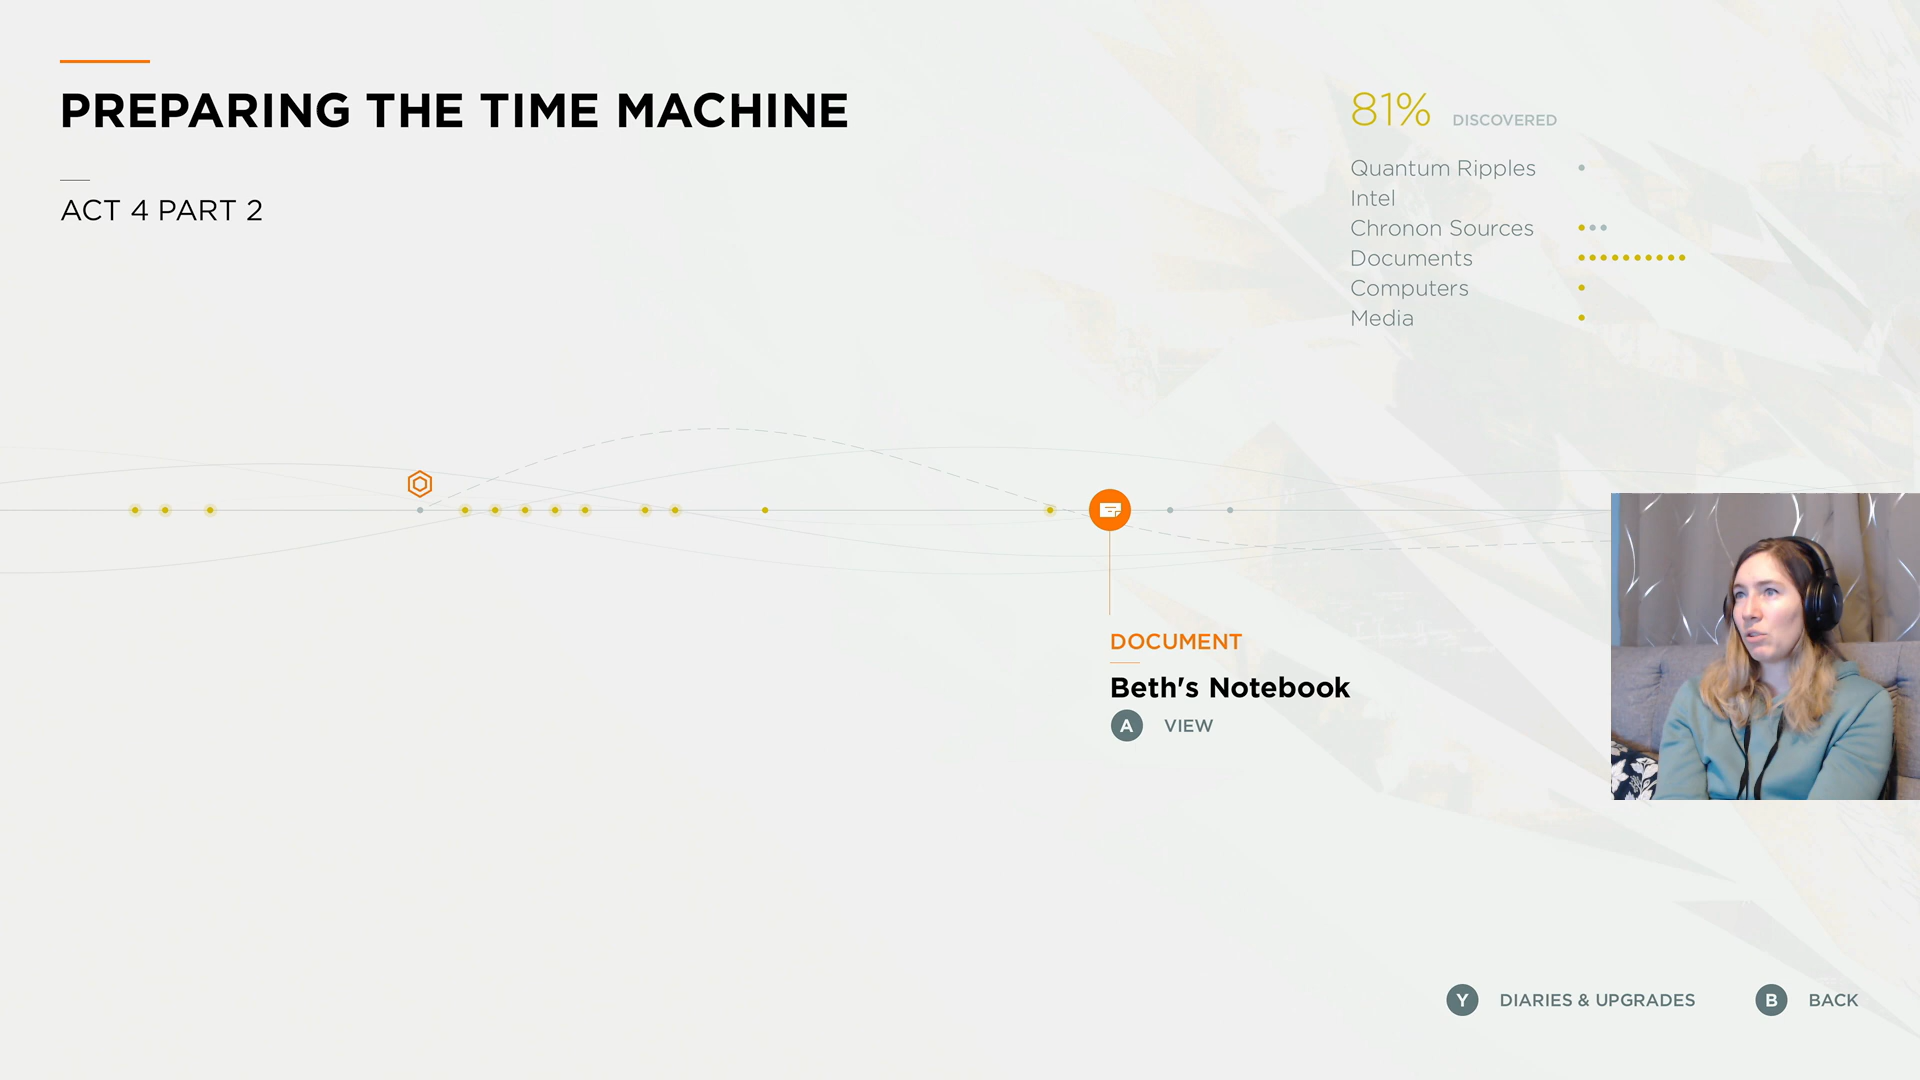 PREPARING THE TIME MACHINE
ACT 4 PART 2
81% DISCOVERED
Quantum Ripples
Intel
Chronon Sources
Documents
Computers
Media
DOCUMENT
Beth's Notebook
A VIEW
Y DIARIES & UPGRADES
B BACK